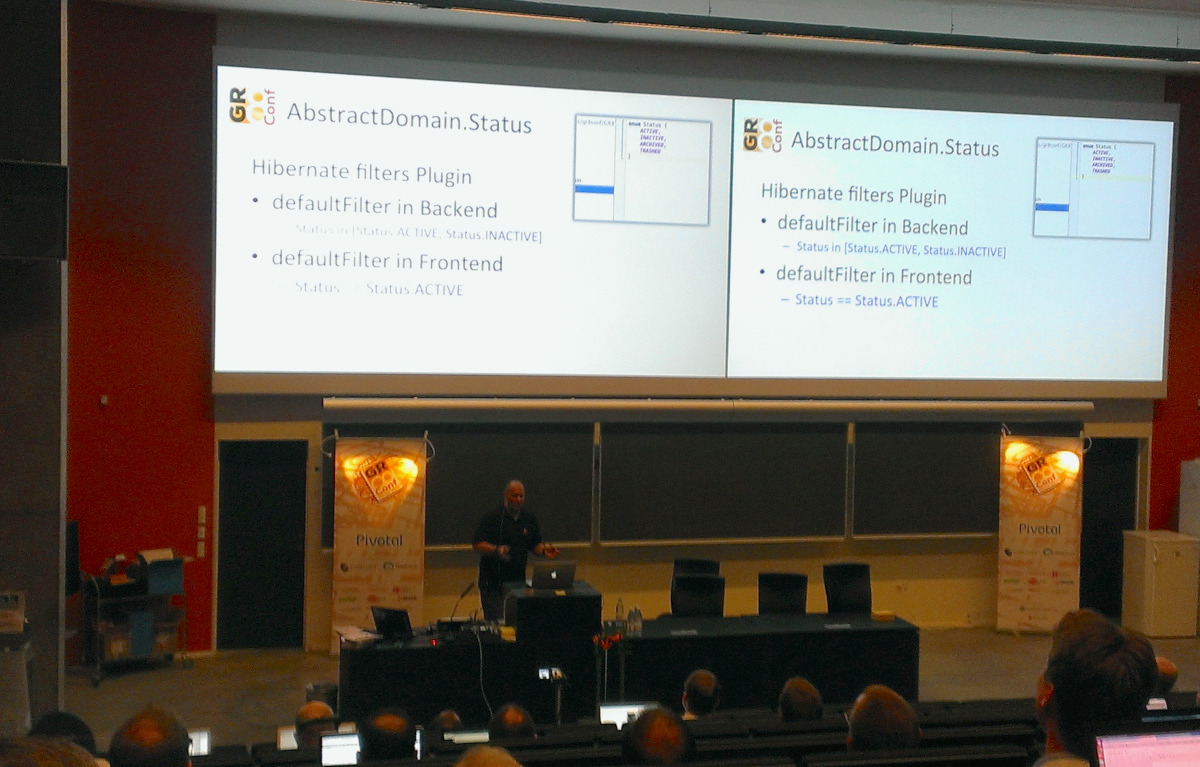 GR
Conf
AbstractDomain.Status
Hibernate filters Plugin
• defaultFilter in Backend
Status in [Status.ACTIVE, Status.INACTIVE]
• defaultFilter in Frontend
– Status == Status.ACTIVE
enum Status {
ACTIVE,
INACTIVE,
ARCHIVED,
TRASHED
}
GR
Conf
AbstractDomain.Status
Hibernate filters Plugin
• defaultFilter in Backend
– Status in [Status.ACTIVE, Status.INACTIVE]
• defaultFilter in Frontend
– Status == Status.ACTIVE
enum Status {
ACTIVE,
INACTIVE,
ARCHIVED,
TRASHED
}
GR
Conf
Pivotal
GR
Conf
Pivotal